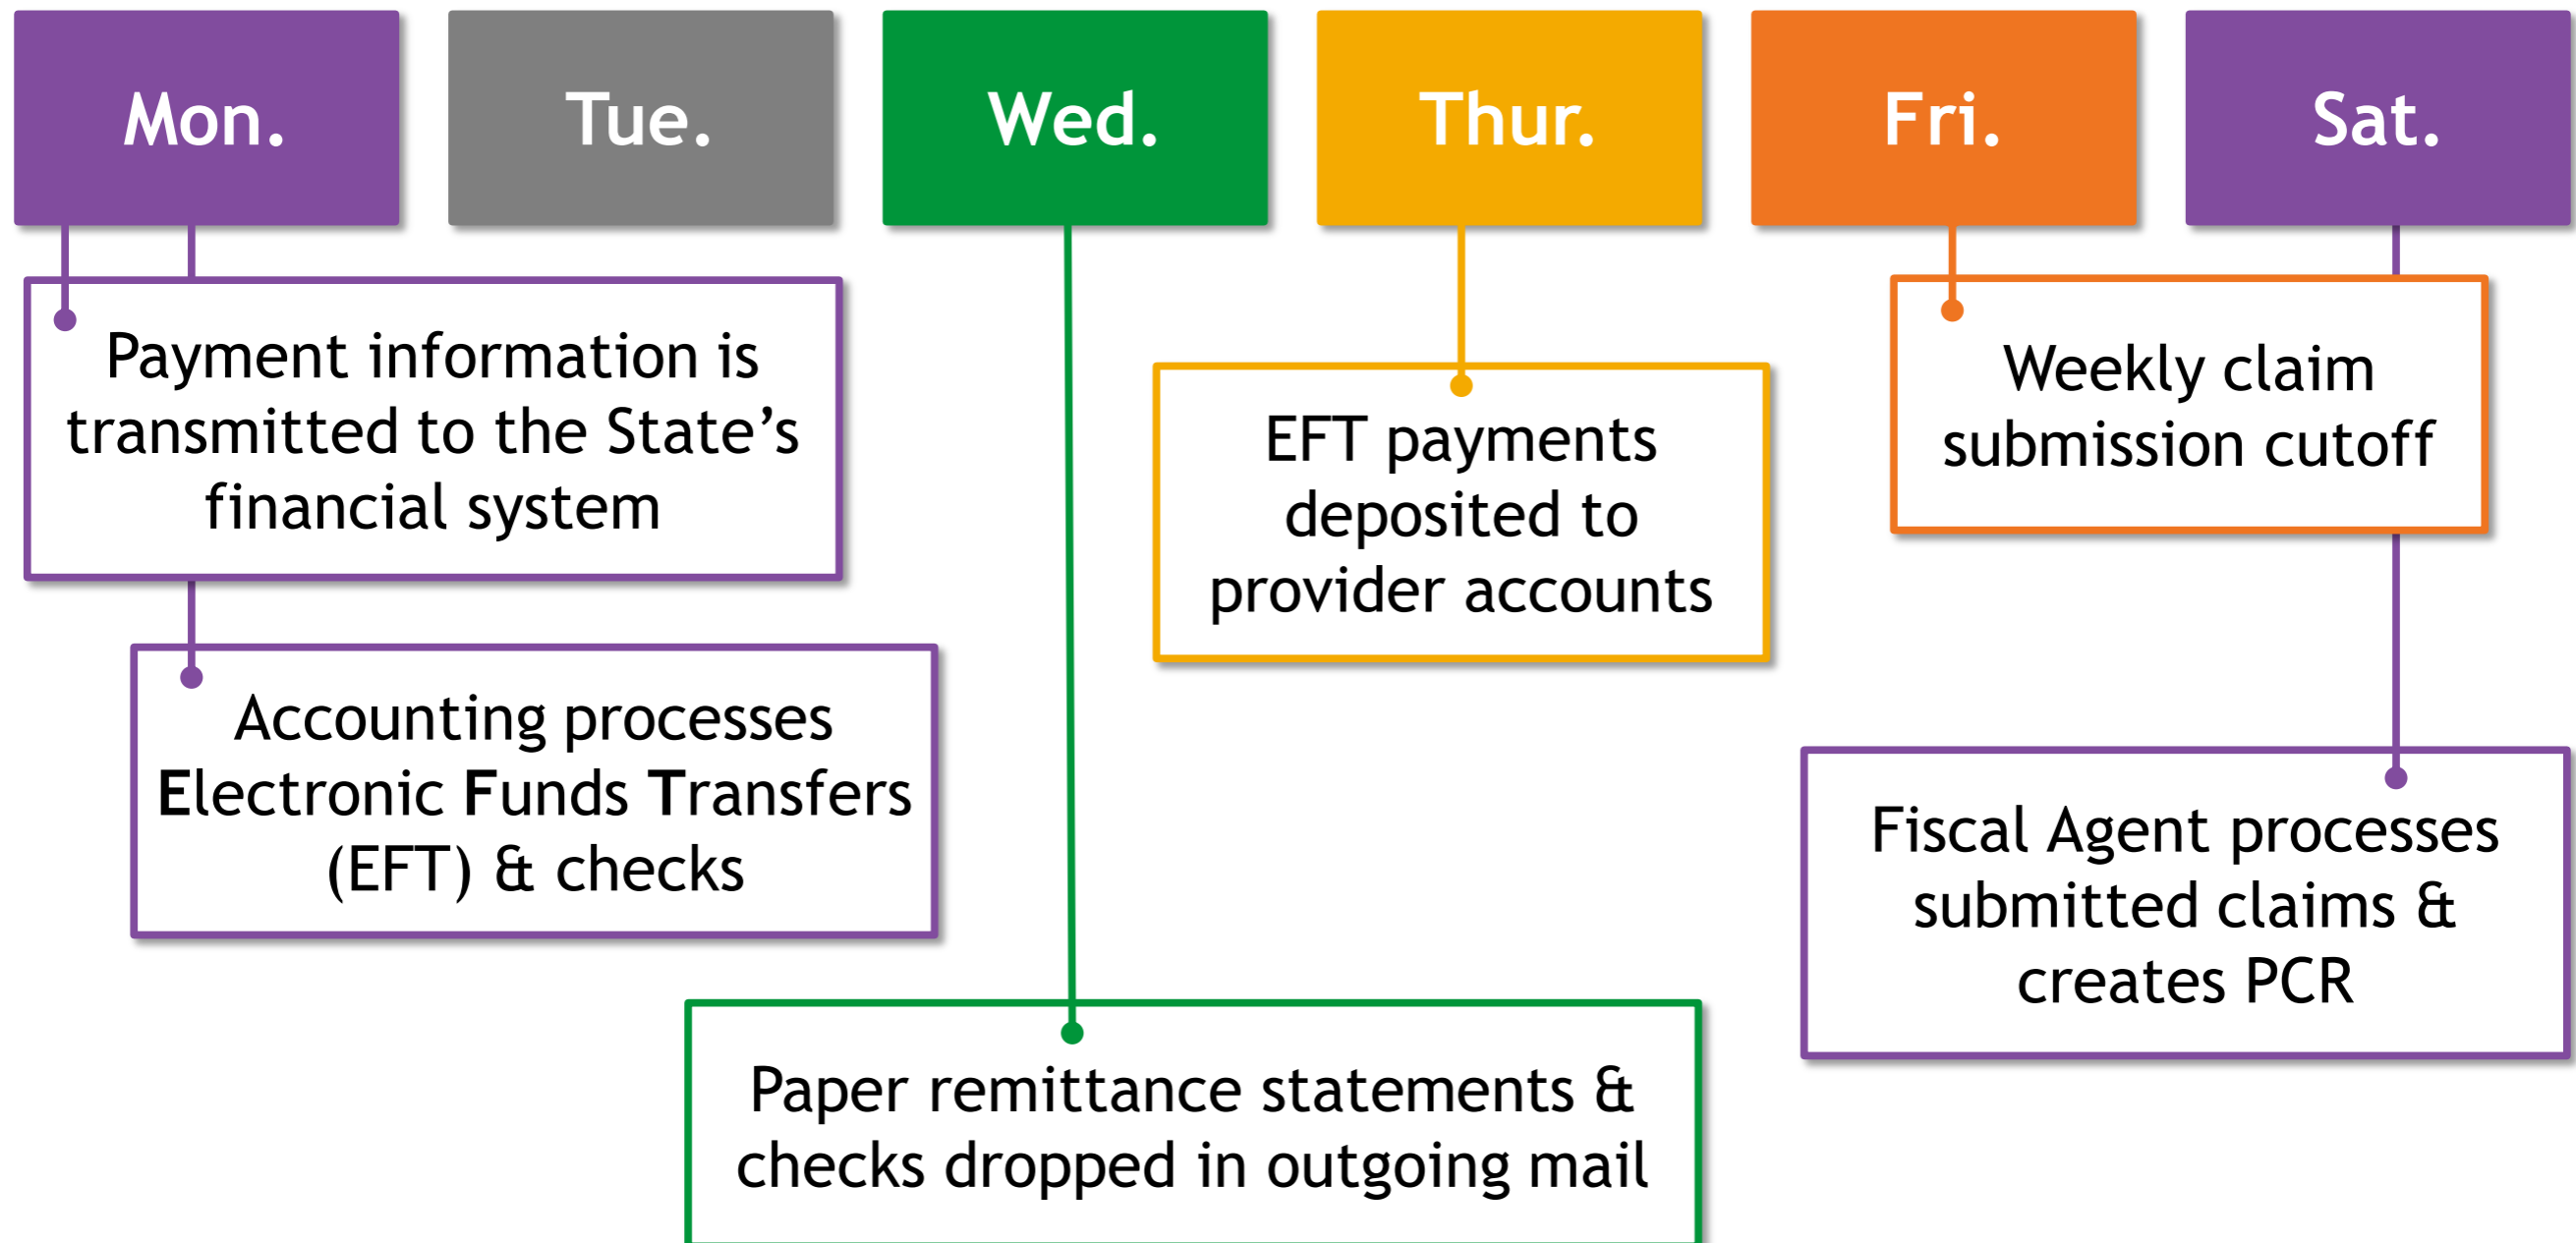 Mon.
Tue.
Wed.
Thur.
Fri.
Sat.
Payment information is
transmitted to the State’s
financial system
Accounting processes
Electronic Funds Transfers
(EFT) & checks
Paper remittance statements &
checks dropped in outgoing mail
EFT payments
deposited to
provider accounts
Weekly claim
submission cutoff
Fiscal Agent processes
submitted claims &
creates PCR